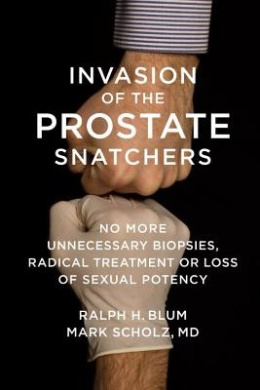 INVASION
OF THE
PROSTATE
SNATCHERS
NO MORE
UNNECESSARY BIOPSIES,
RADICAL TREATMENT OR LOSS
OF SEXUAL POTENCY
RALPH H. BLUM
MARK SCHOLZ, MD